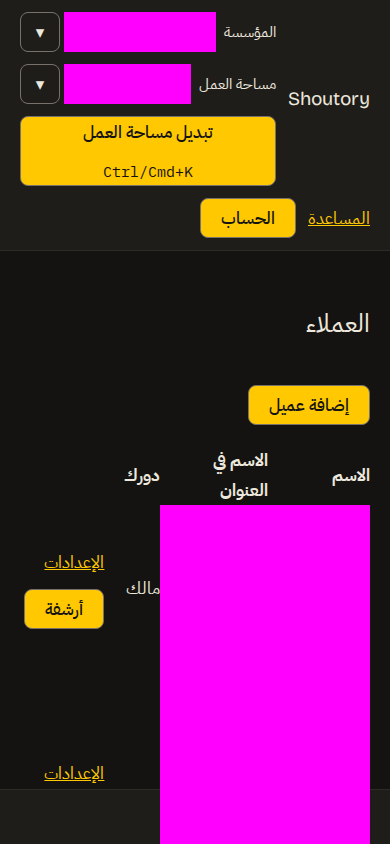 المؤسسة
▼
Shoutory
مساحة العمل
▼
تبديل مساحة العمل
Ctrl/Cmd+K
المساعدة
الحساب
العملاء
إضافة عميل
الاسم
الاسم في العنوان
دورك
الإعدادات
مالك
أرشفة
الإعدادات